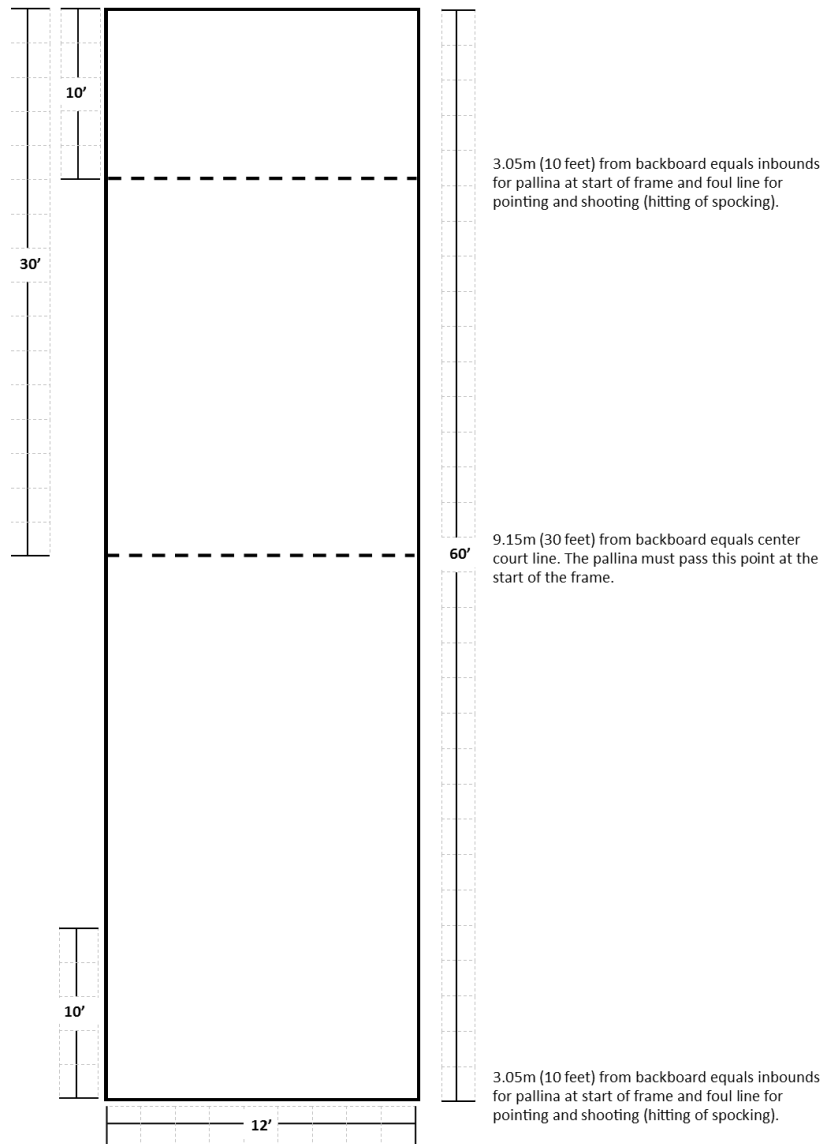 10’
3.05m (10 feet) from backboard equals inbounds
for pallina at start of frame and foul line for
pointing and shooting (hitting of spocking).
30’
9.15m (30 feet) from backboard equals center
court line. The pallina must pass this point at the
start of the frame.
60’
10’
3.05m (10 feet) from backboard equals inbounds
for pallina at start of frame and foul line for
pointing and shooting (hitting of spocking).
12’